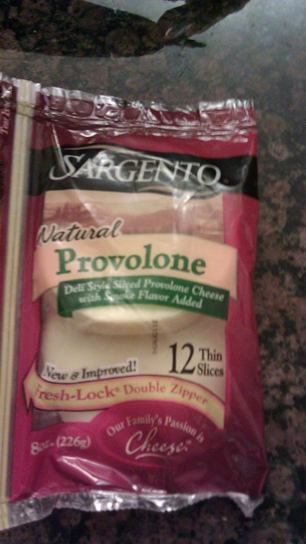 SARGENTO
Natural
Provolone
Deli Style Sliced Provolone Cheese
with Smoke Flavor Added
12 Thin
Slices
New & Improved!
Fresh-Lock® Double Zipper
8oz. (226g)
Our Family's Passion is
Cheese